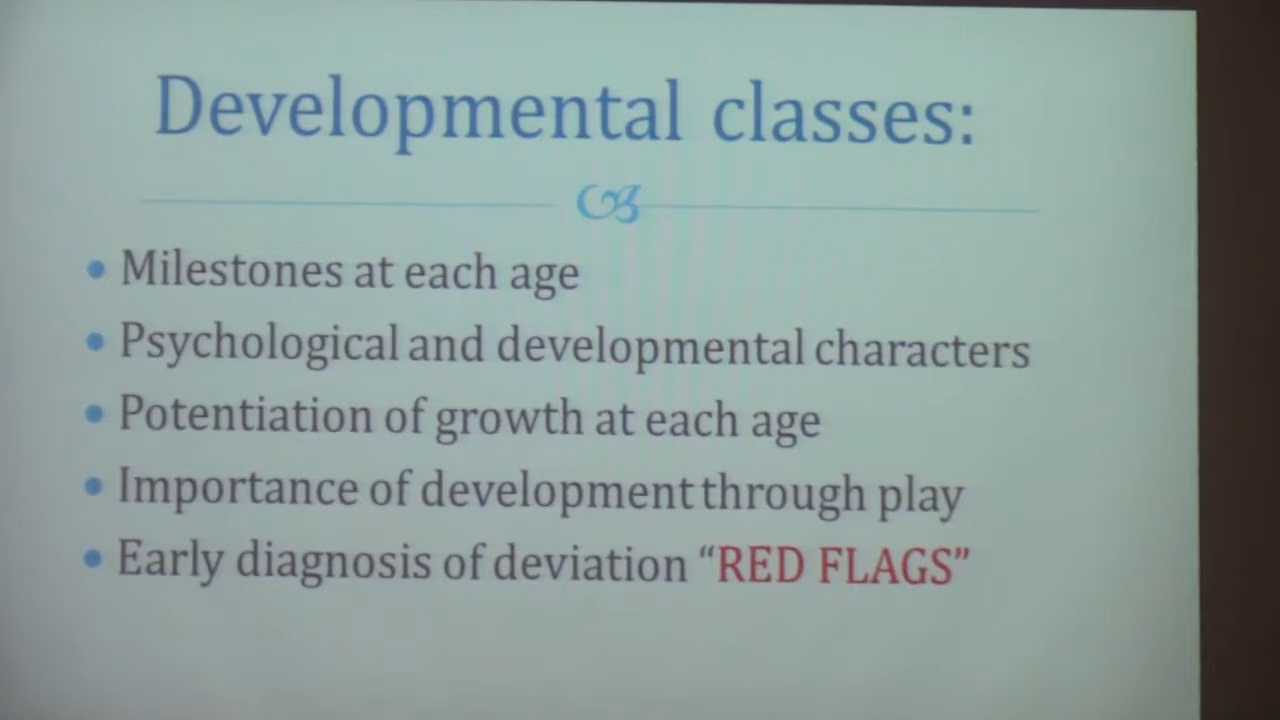 Developmental classes:
Milestones at each age
Psychological and developmental characters
Potentiation of growth at each age
Importance of development through play
Early diagnosis of deviation “RED FLAGS”